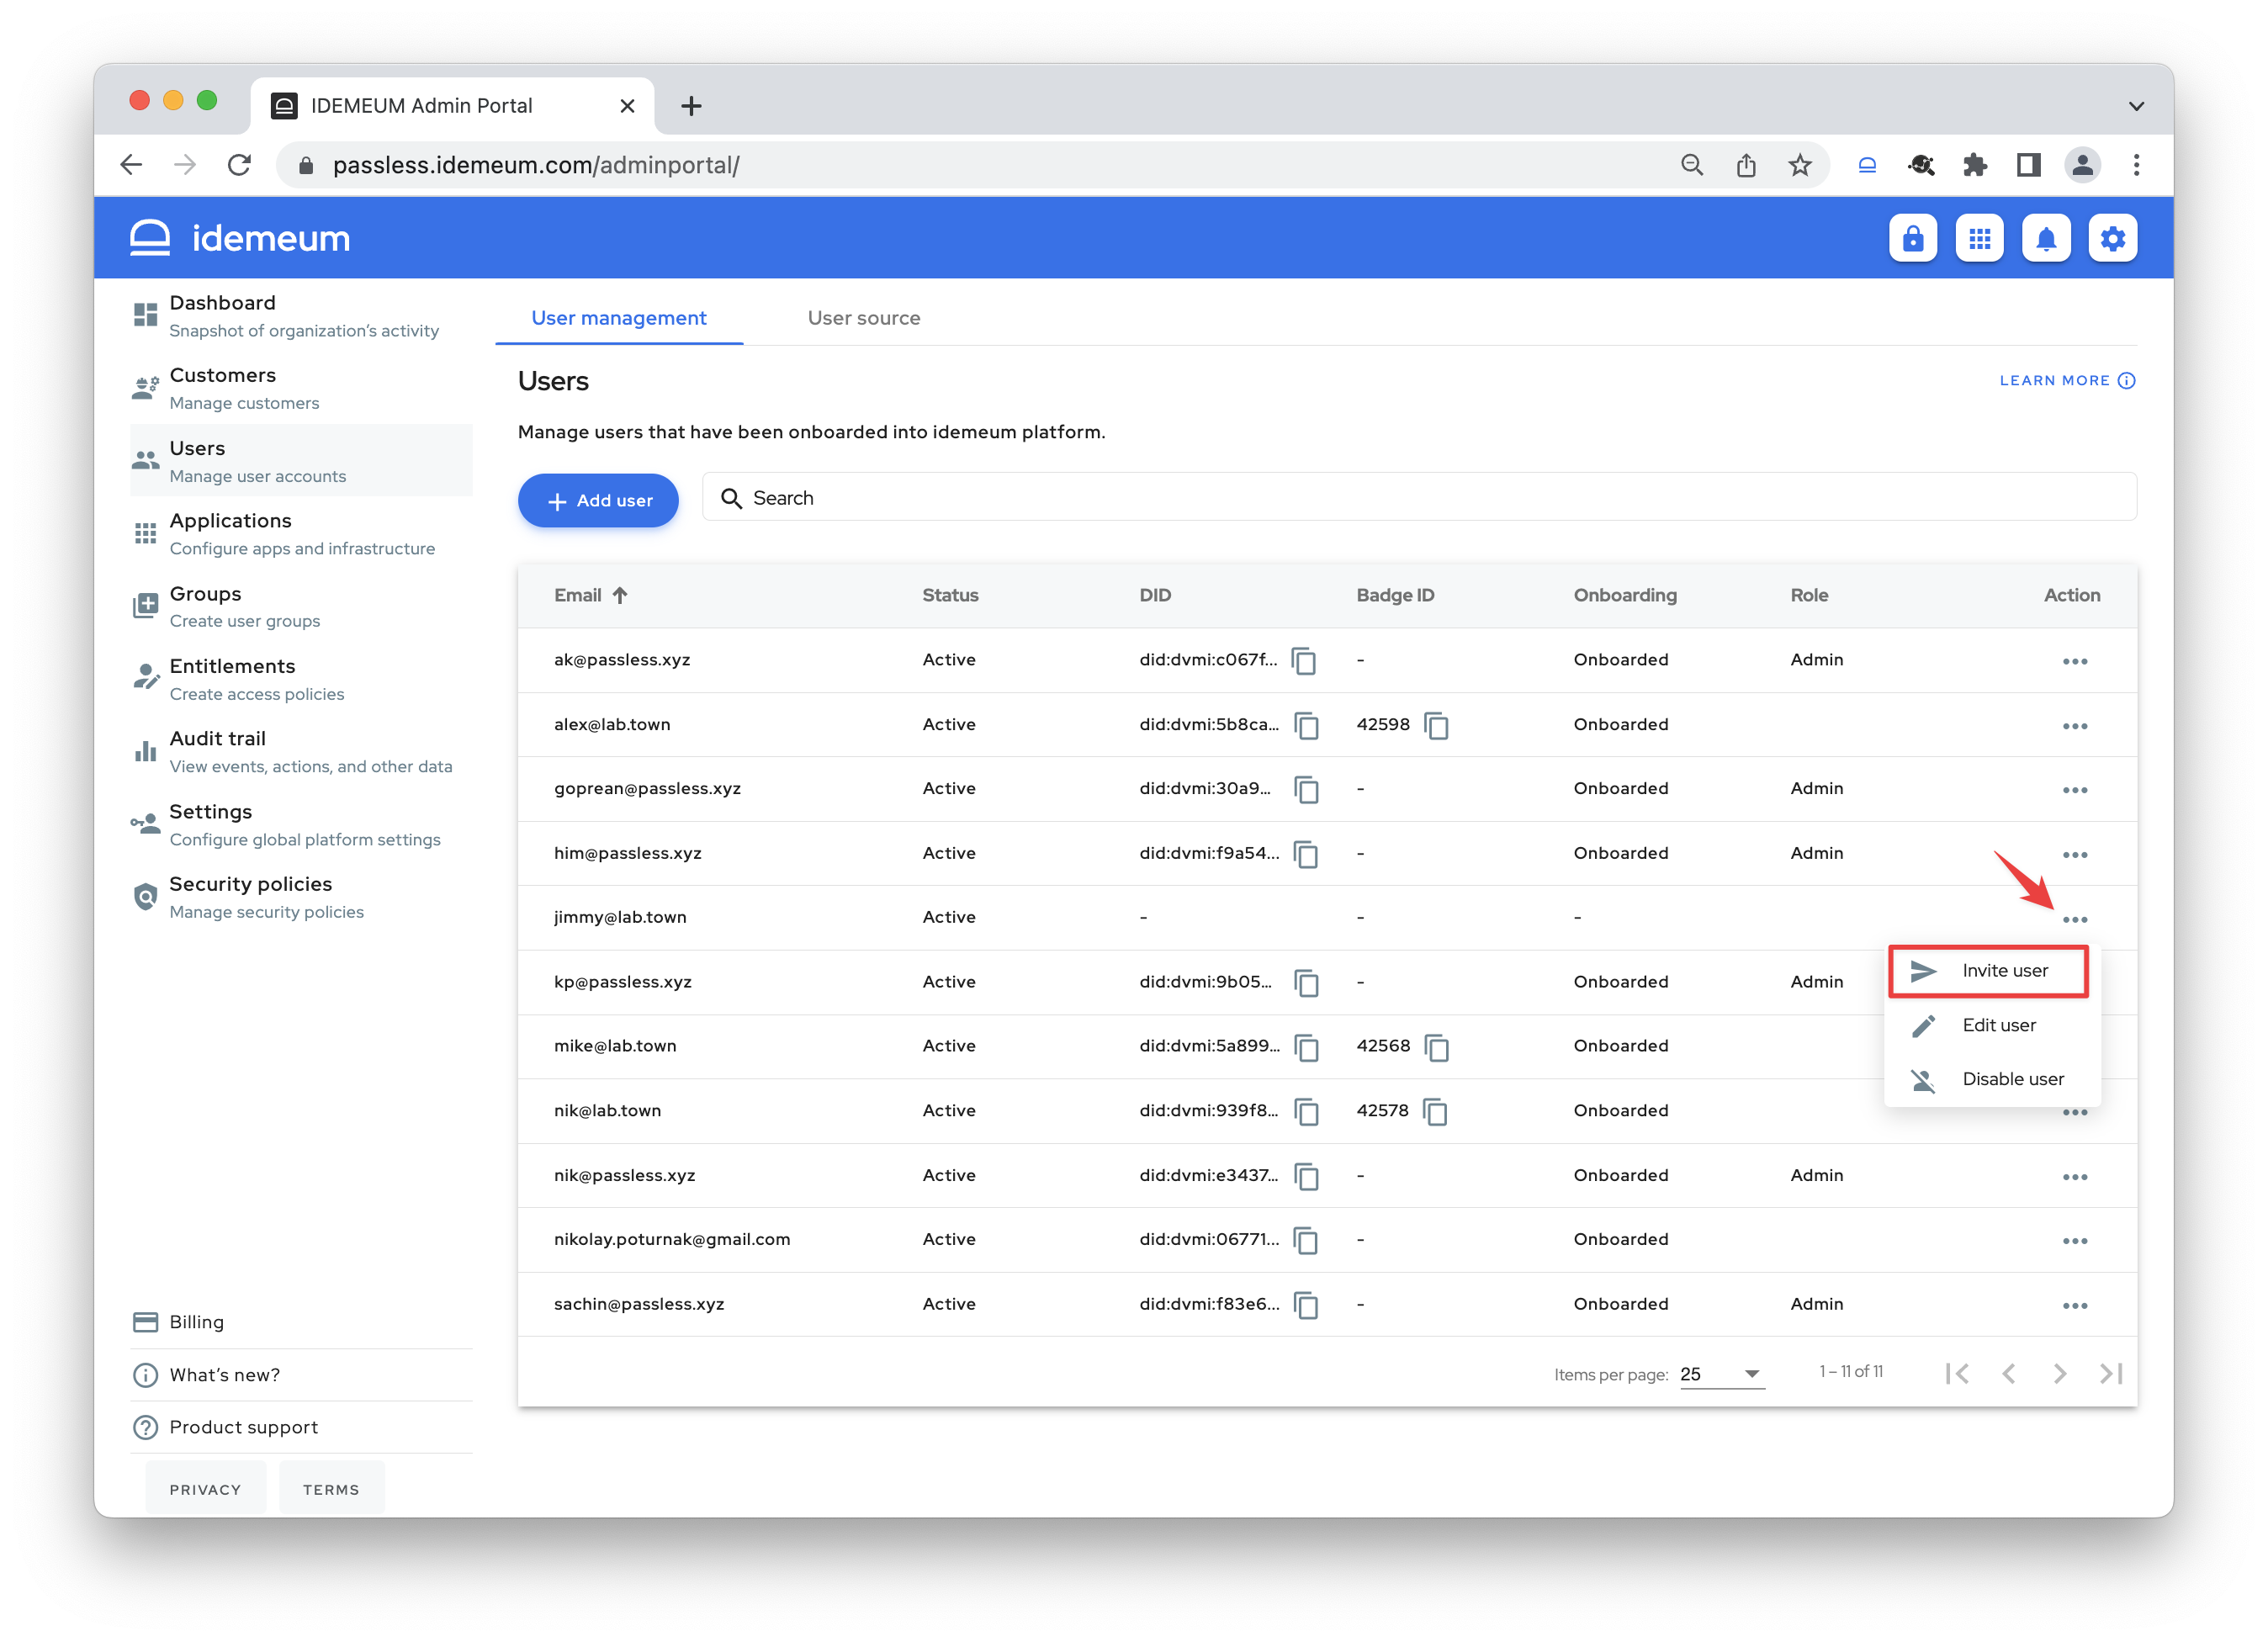 IDEMEUM Admin Portal
passless.idemeum.com/adminportal/
idemeum
Dashboard
Snapshot of organization's activity
Customers
Manage customers
Users
Manage user accounts
Applications
Configure apps and infrastructure
Groups
Create user groups
Entitlements
Create access policies
Audit trail
View events, actions, and other data
Settings
Configure global platform settings
Security policies
Manage security policies
Billing
What's new?
Product support
PRIVACY TERMS
User management User source
Users LEARN MORE
Manage users that have been onboarded into idemeum platform.
Add user Search
Email Status DID Badge ID Onboarding Role Action
ak@passless.xyz Active did:dvmi:c067f... - Onboarded Admin
alex@lab.town Active did:dvmi:5b8ca... 42598 Onboarded
goprean@passless.xyz Active did:dvmi:30a9... - Onboarded Admin
him@passless.xyz Active did:dvmi:f9a54... - Onboarded Admin
jimmy@lab.town Active - - -
kp@passless.xyz Active did:dvmi:9b05... - Onboarded Admin
mike@lab.town Active did:dvmi:5a899... 42568 Onboarded
nik@lab.town Active did:dvmi:939f8... 42578 Onboarded
nik@passless.xyz Active did:dvmi:e3437... - Onboarded Admin
nikolay.poturnak@gmail.com Active did:dvmi:06771... - Onboarded
sachin@passless.xyz Active did:dvmi:f83e6... - Onboarded Admin
Invite user
Edit user
Disable user
Items per page: 25 1 – 11 of 11